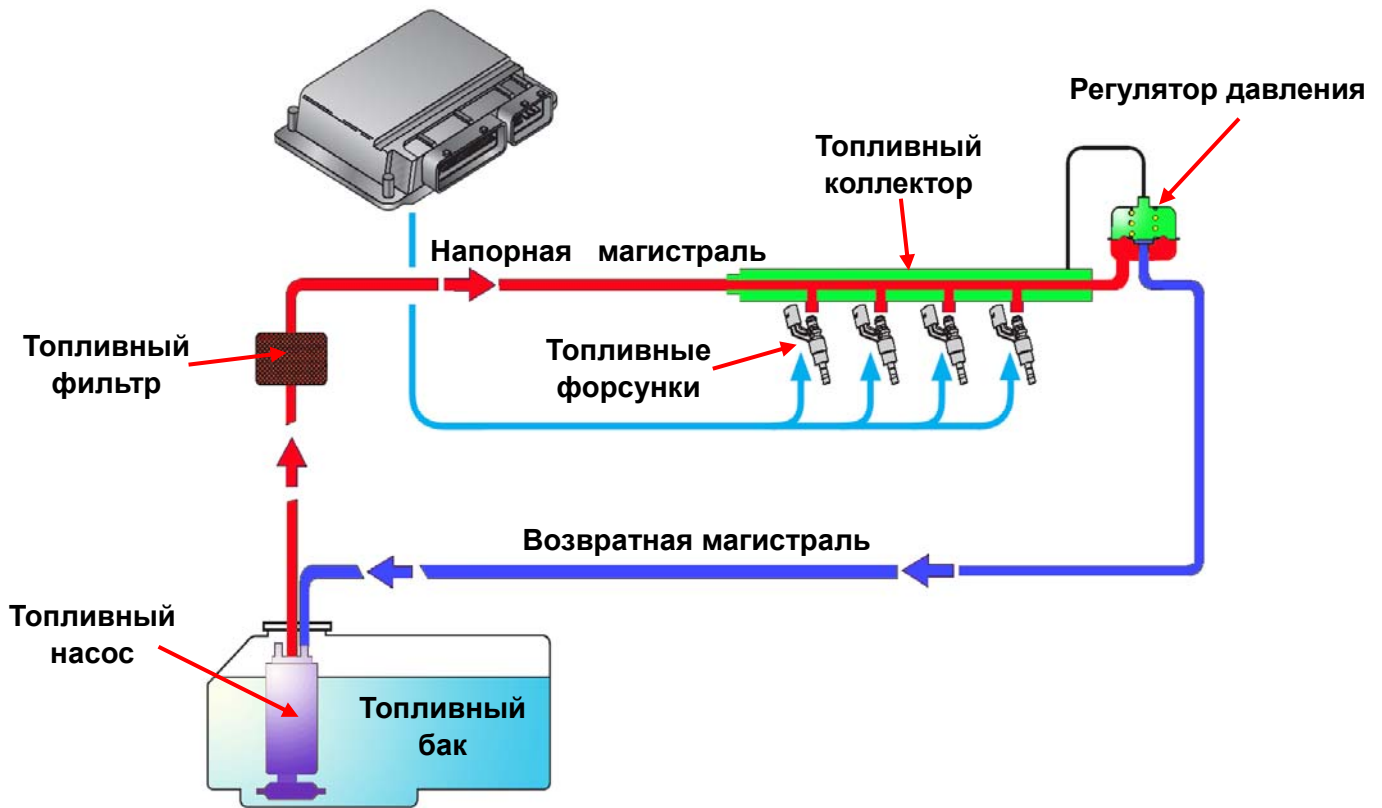 Регулятор давления
Топливный
коллектор
Напорная магистраль
Топливный
фильтр
Топливные
форсунки
Возвратная магистраль
Топливный
насос
Топливный
бак